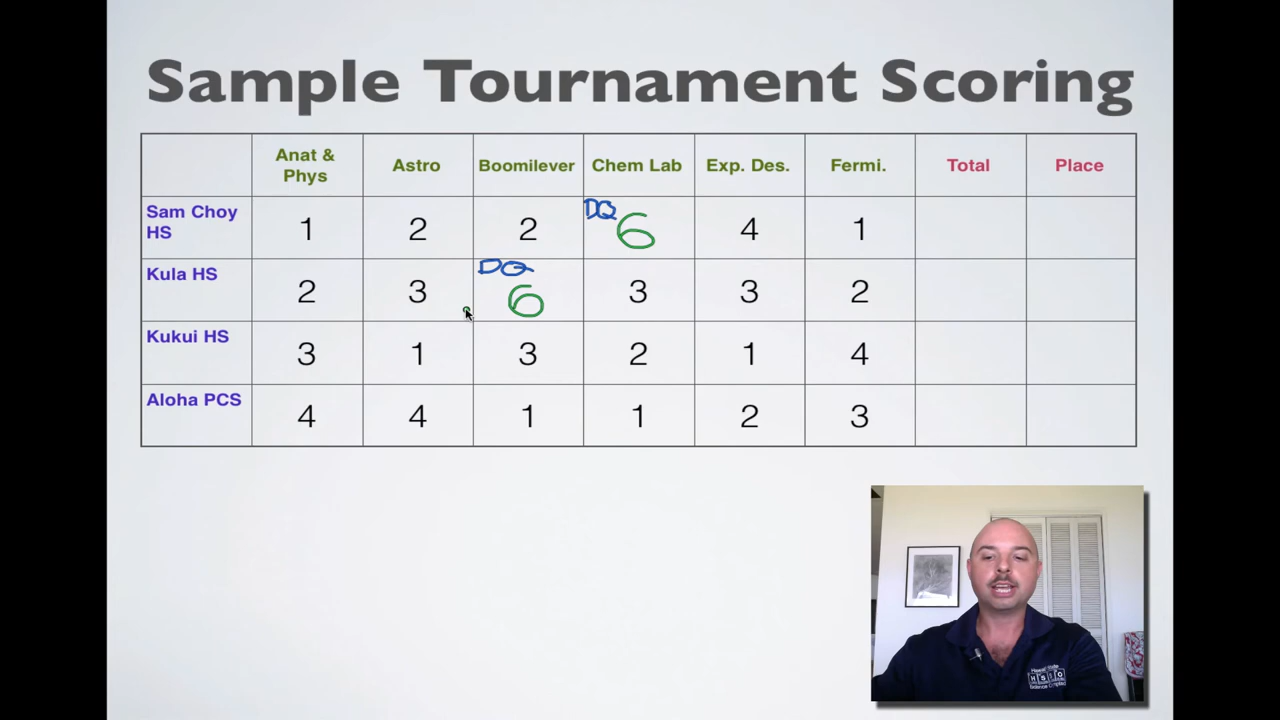 Sample Tournament Scoring
Anat & Phys Astro Boomilever Chem Lab Exp. Des. Fermi. Total Place
Sam Choy HS 1 2 2 DQ 6 4 1
Kula HS 2 3 DQ 6 3 3 2
Kukui HS 3 1 3 2 1 4
Aloha PCS 4 4 1 1 2 3
HSIO